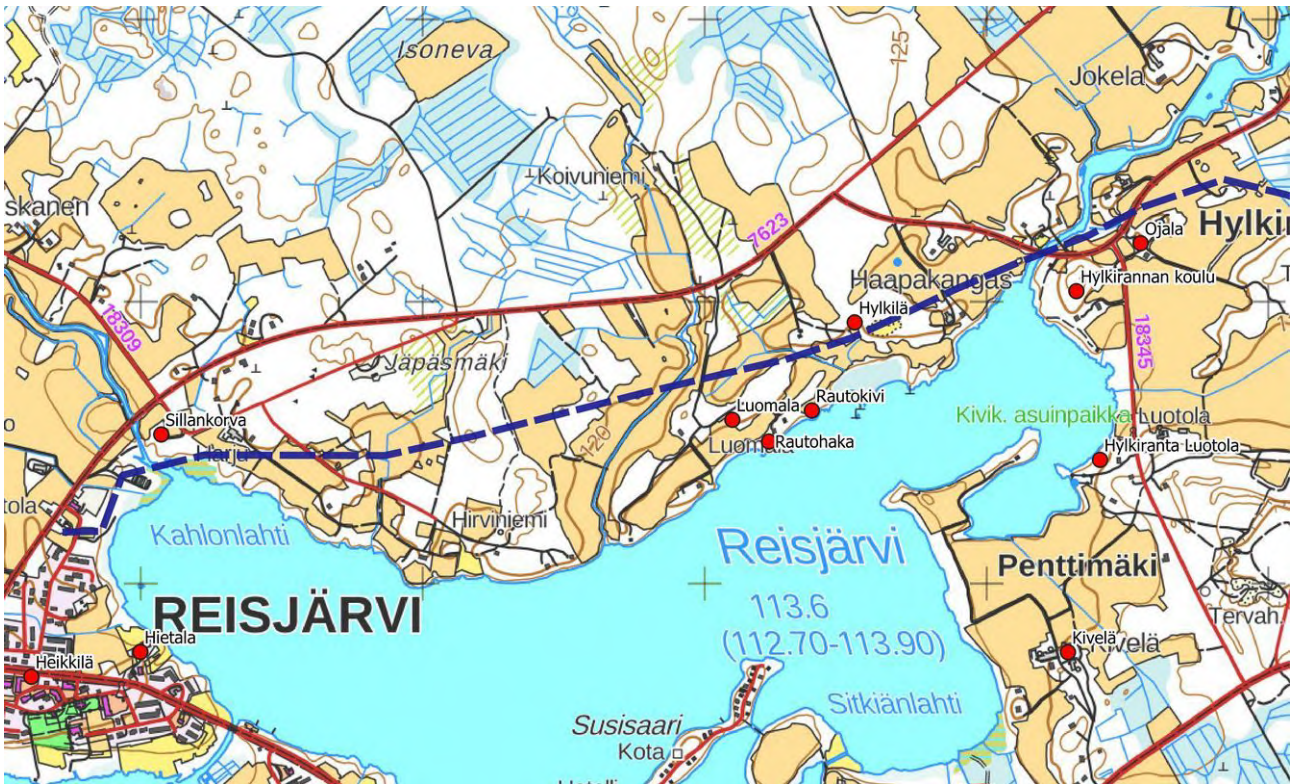 Isoneva
125
Jokela
Koivuniemi
skanen
7623
Ojala
Hylkir
Haapakangas
Hylkirannan koulu
T
18309
Hylkilä
18345
Japäsmäki
Luomala
Rautokivi
Kivik. asuinpaikka
Luotola
Sillankorva
o
120
Luomala
Rautohaka
Harju
Hylkiranta Luotola
tola
Hirviniemi
Kahlonlahti
Reisjärvi
Penttimäki
REISJÄRVI
113.6
Tervah.
(112.70-113.90)
Hietala
Kivelä
Kivelä
Heikkilä
Sitkiänlahti
Susisaari
Kota